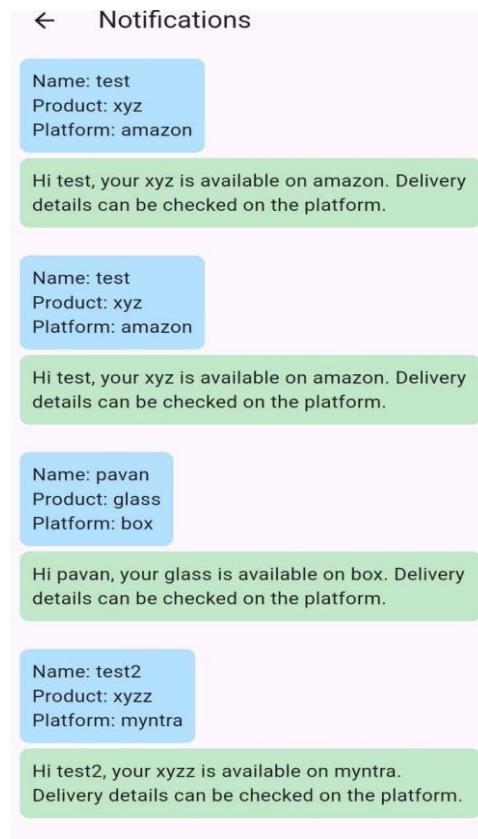 Notifications
Name: test
Product: xyz
Platform: amazon
Hi test, your xyz is available on amazon. Delivery
details can be checked on the platform.
Name: test
Product: xyz
Platform: amazon
Hi test, your xyz is available on amazon. Delivery
details can be checked on the platform.
Name: pavan
Product: glass
Platform: box
Hi pavan, your glass is available on box. Delivery
details can be checked on the platform.
Name: test2
Product: xyzz
Platform: myntra
Hi test2, your xyzz is available on myntra.
Delivery details can be checked on the platform.